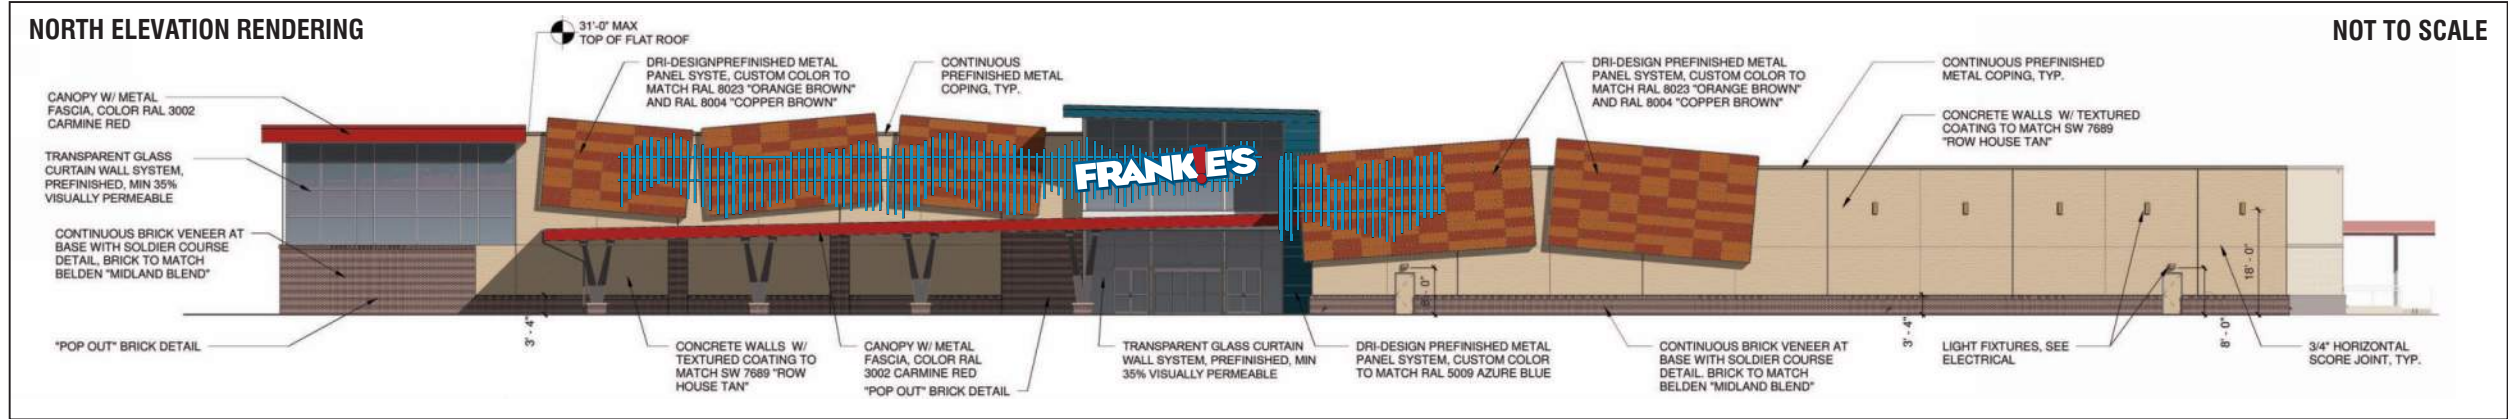 NORTH ELEVATION RENDERING
NOT TO SCALE
31'-0" MAX
TOP OF FLAT ROOF
CANOPY W/ METAL
FASCIA, COLOR RAL 3002
CARMINE RED
DRI-DESIGNPREFINISHED METAL
PANEL SYSTE, CUSTOM COLOR TO
MATCH RAL 8023 "ORANGE BROWN"
AND RAL 8004 "COPPER BROWN"
CONTINUOUS
PREFINISHED METAL
COPING, TYP.
DRI-DESIGN PREFINISHED METAL
PANEL SYSTEM, CUSTOM COLOR TO
MATCH RAL 8023 "ORANGE BROWN"
AND RAL 8004 "COPPER BROWN"
CONTINUOUS PREFINISHED
METAL COPING, TYP.
CONCRETE WALLS W/ TEXTURED
COATING TO MATCH SW 7689
"ROW HOUSE TAN"
TRANSPARENT GLASS
CURTAIN WALL SYSTEM,
PREFINISHED, MIN 35%
VISUALLY PERMEABLE
FRANK!E'S
CONTINUOUS BRICK VENEER AT
BASE WITH SOLDIER COURSE
DETAIL, BRICK TO MATCH
BELDEN "MIDLAND BLEND"
8' - 0"
18' - 0"
"POP OUT" BRICK DETAIL
3' - 4"
CONCRETE WALLS W/
TEXTURED COATING TO
MATCH SW 7689 "ROW
HOUSE TAN"
CANOPY W/ METAL
FASCIA, COLOR RAL
3002 CARMINE RED
"POP OUT" BRICK DETAIL
TRANSPARENT GLASS CURTAIN
WALL SYSTEM, PREFINISHED, MIN
35% VISUALLY PERMEABLE
DRI-DESIGN PREFINISHED METAL
PANEL SYSTEM, CUSTOM COLOR
TO MATCH RAL 5009 AZURE BLUE
CONTINUOUS BRICK VENEER AT
BASE WITH SOLDIER COURSE
DETAIL. BRICK TO MATCH
BELDEN "MIDLAND BLEND"
3' - 4"
LIGHT FIXTURES, SEE
ELECTRICAL
8' - 0"
3/4" HORIZONTAL
SCORE JOINT, TYP.